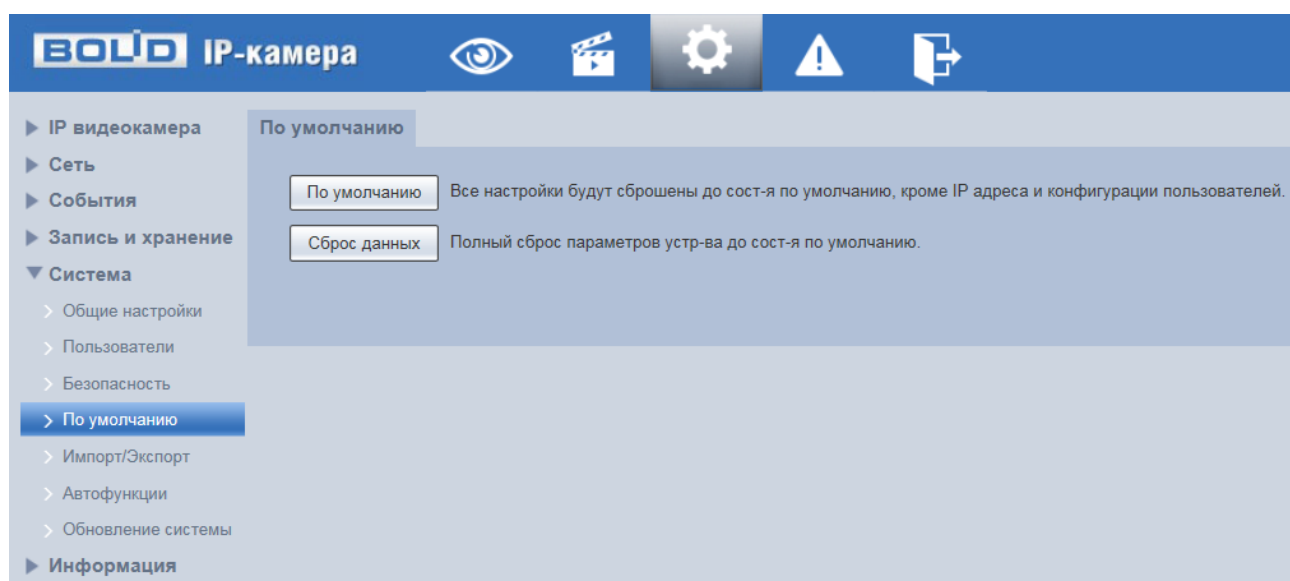 BOLID IP-камера
IP видеокамера
Сеть
События
Запись и хранение
Система
Общие настройки
Пользователи
Безопасность
По умолчанию
Импорт/Экспорт
Автофункции
Обновление системы
Информация
По умолчанию
По умолчанию Все настройки будут сброшены до сост-я по умолчанию, кроме IP адреса и конфигурации пользователей.
Сброс данных Полный сброс параметров устр-ва до сост-я по умолчанию.